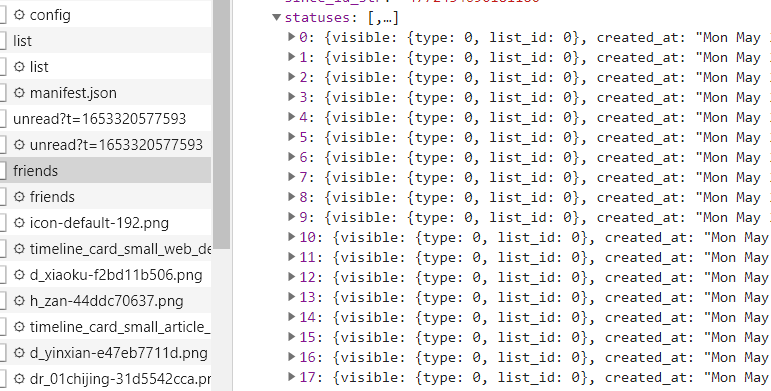 config
list
list
manifest.json
unread?t=1653320577593
unread?t=1653320577593
friends
friends
icon-default-192.png
timeline_card_small_web_de
d_xiaoku-f2bd11b506.png
h_zan-44ddc70637.png
timeline_card_small_article_
d_yinxian-e47eb7711d.png
dr_01chijing-31d5542cca.pr
statuses: [,…]
0: {visible: {type: 0, list_id: 0}, created_at: "Mon May
1: {visible: {type: 0, list_id: 0}, created_at: "Mon May
2: {visible: {type: 0, list_id: 0}, created_at: "Mon May
3: {visible: {type: 0, list_id: 0}, created_at: "Mon May
4: {visible: {type: 0, list_id: 0}, created_at: "Mon May
5: {visible: {type: 0, list_id: 0}, created_at: "Mon May
6: {visible: {type: 0, list_id: 0}, created_at: "Mon May
7: {visible: {type: 0, list_id: 0}, created_at: "Mon May
8: {visible: {type: 0, list_id: 0}, created_at: "Mon May
9: {visible: {type: 0, list_id: 0}, created_at: "Mon May
10: {visible: {type: 0, list_id: 0}, created_at: "Mon May
11: {visible: {type: 0, list_id: 0}, created_at: "Mon May
12: {visible: {type: 0, list_id: 0}, created_at: "Mon May
13: {visible: {type: 0, list_id: 0}, created_at: "Mon May
14: {visible: {type: 0, list_id: 0}, created_at: "Mon May
15: {visible: {type: 0, list_id: 0}, created_at: "Mon May
16: {visible: {type: 0, list_id: 0}, created_at: "Mon May
17: {visible: {type: 0, list_id: 0}, created_at: "Mon May